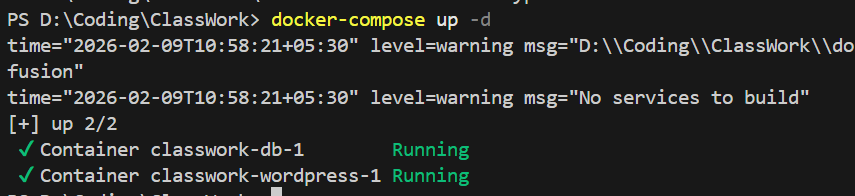 PS D:\Coding\ClassWork> docker-compose up -d
time="2026-02-09T10:58:21+05:30" level=warning msg="D:\\Coding\\ClassWork\\do
fusion"
time="2026-02-09T10:58:21+05:30" level=warning msg="No services to build"
[+] up 2/2
✓ Container classwork-db-1 Running
✓ Container classwork-wordpress-1 Running